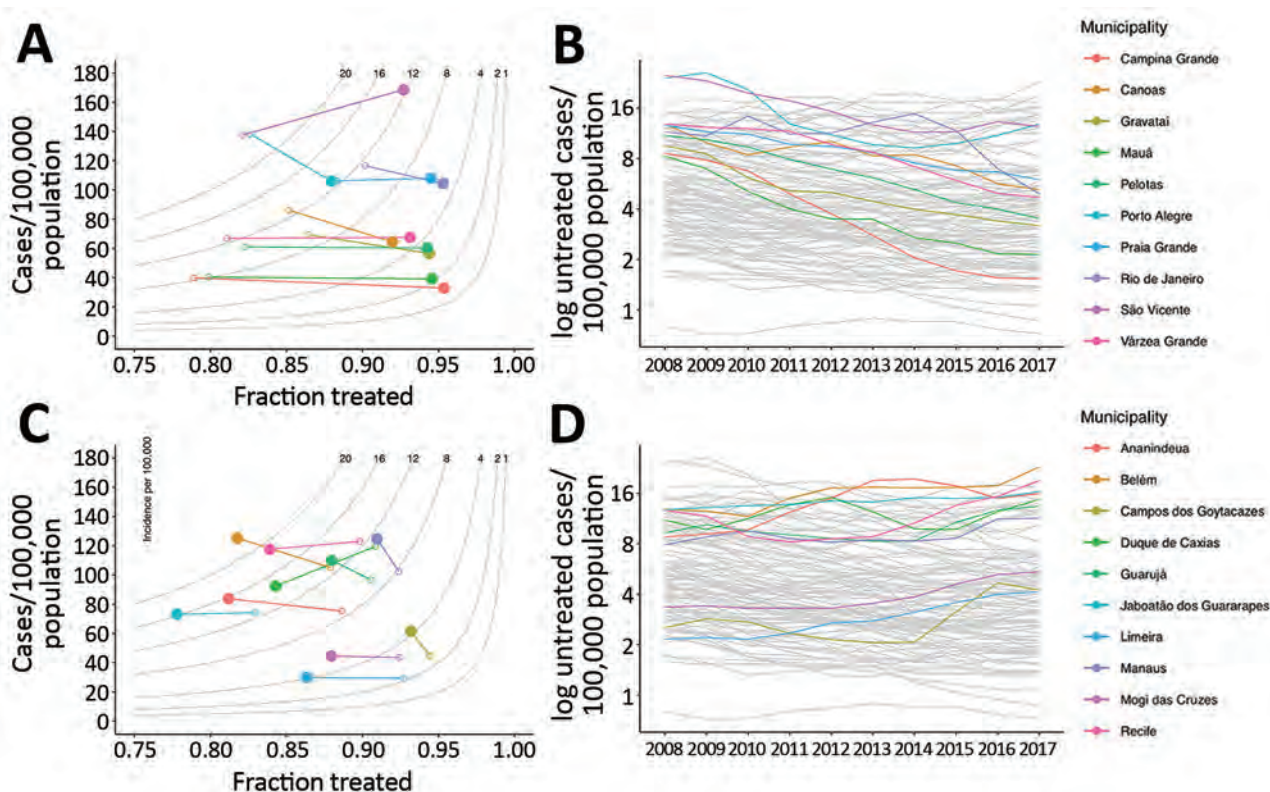 A
Cases/100,000
population
180
160
140
120
100
80
60
40
20
0
20
16
12
8
4
2
1
0.75
0.80
0.85
0.90
0.95
1.00
Fraction treated
B
log untreated cases/
100,000 population
16
8
4
2
1
2008 2009 2010 2011 2012 2013 2014 2015 2016 2017
Municipality
Campina Grande
Canoas
Gravataí
Mauá
Pelotas
Porto Alegre
Praia Grande
Rio de Janeiro
São Vicente
Várzea Grande
C
Cases/100,000
population
180
160
140
120
100
80
60
40
20
0
Incidence per 100,000
20
16
12
8
4
2
1
0.75
0.80
0.85
0.90
0.95
1.00
Fraction treated
D
log untreated cases/
100,000 population
16
8
4
2
1
2008 2009 2010 2011 2012 2013 2014 2015 2016 2017
Municipality
Ananindeua
Belém
Campos dos Goytacazes
Duque de Caxias
Guarujá
Jaboatão dos Guararapes
Limeira
Manaus
Mogi das Cruzes
Recife